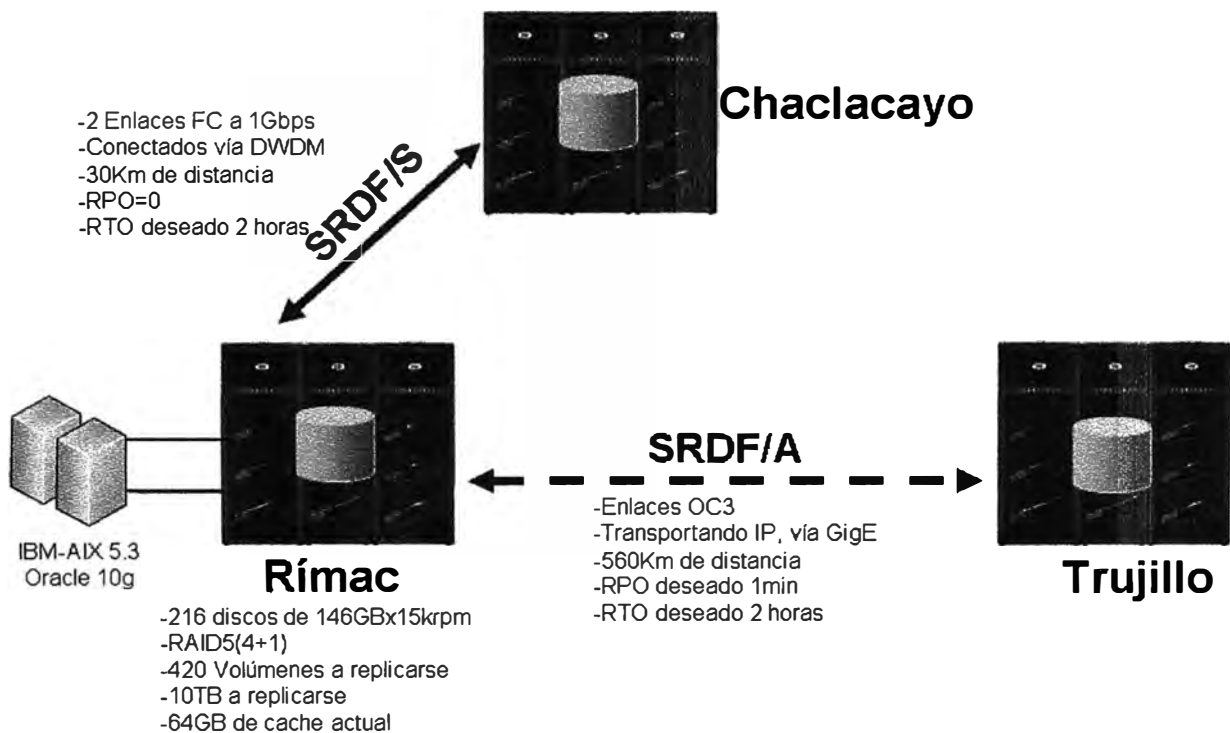 Chaclacayo
-2 Enlaces FC a 1Gbps
-Conectados vía DWDM
-30Km de distancia
-RPO=0
-RTO deseado 2 horas
SRDF/S
IBM-AIX 5.3
Oracle 10g
Rímac
-216 discos de 146GBx15krpm
-RAID5(4+1)
-420 Volúmenes a replicarse
-10TB a replicarse
-64GB de cache actual
SRDF/A
-Enlaces OC3
-Transportando IP, vía GigE
-560Km de distancia
-RPO deseado 1min
-RTO deseado 2 horas
Trujillo